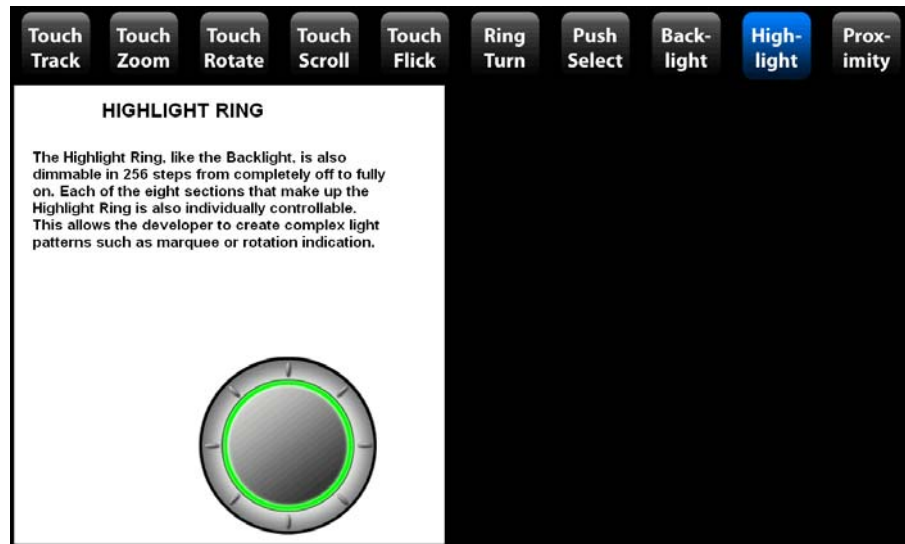 Touch Track
Touch Zoom
Touch Rotate
Touch Scroll
Touch Flick
Ring Turn
Push Select
Back-light
High-light
Prox-imity
HIGHLIGHT RING
The Highlight Ring, like the Backlight, is also
dimmable in 256 steps from completely off to fully
on. Each of the eight sections that make up the
Highlight Ring is also individually controllable.
This allows the developer to create complex light
patterns such as marquee or rotation indication.